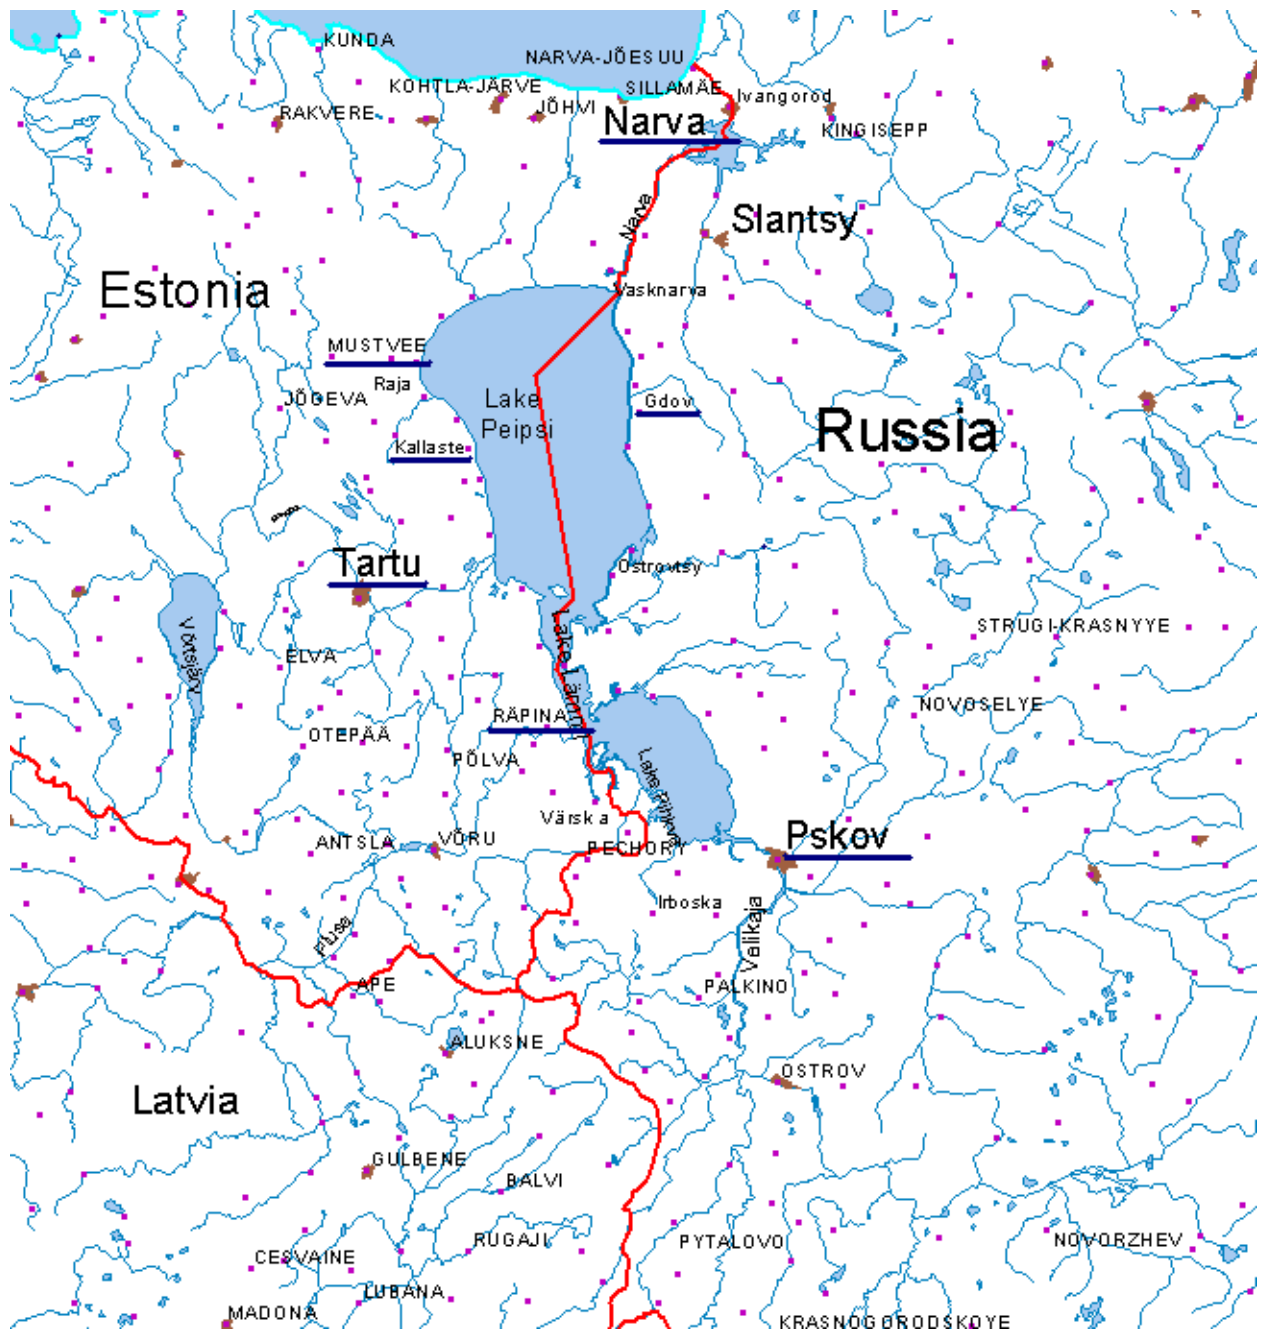 KUNDA
NARVA-JÕESUU
KOHTLA-JÄRVE
SILLAMÄE
Ivangorod
RAKVERE
JÕHVI
Narva
KINGISEPP
Narva
Slantsy
Estonia
Vasknarva
MUSTVEE
Raja
JÕGEVA
Lake
Peipsi
Gdov
Russia
Kallaste
Tartu
Ostrovtsy
Võrtsjärv
Lake Lämmi
STRUGI-KRASNYYE
ELVA
NOVOSELYE
RÄPINA
OTEPÄÄ
PÕLVA
Lake Pihkva
Värska
Pskov
ANTSLA
VÕRU
PECHORY
Irboska
Velikaja
APE
PALKINO
ALUKSNE
OSTROV
Latvia
GULBENE
BALVI
RUGAJI
PYTALOVO
NOVORZHEV
CESVAINE
LUBANA
MADONA
KRASNOGORODSKOYE